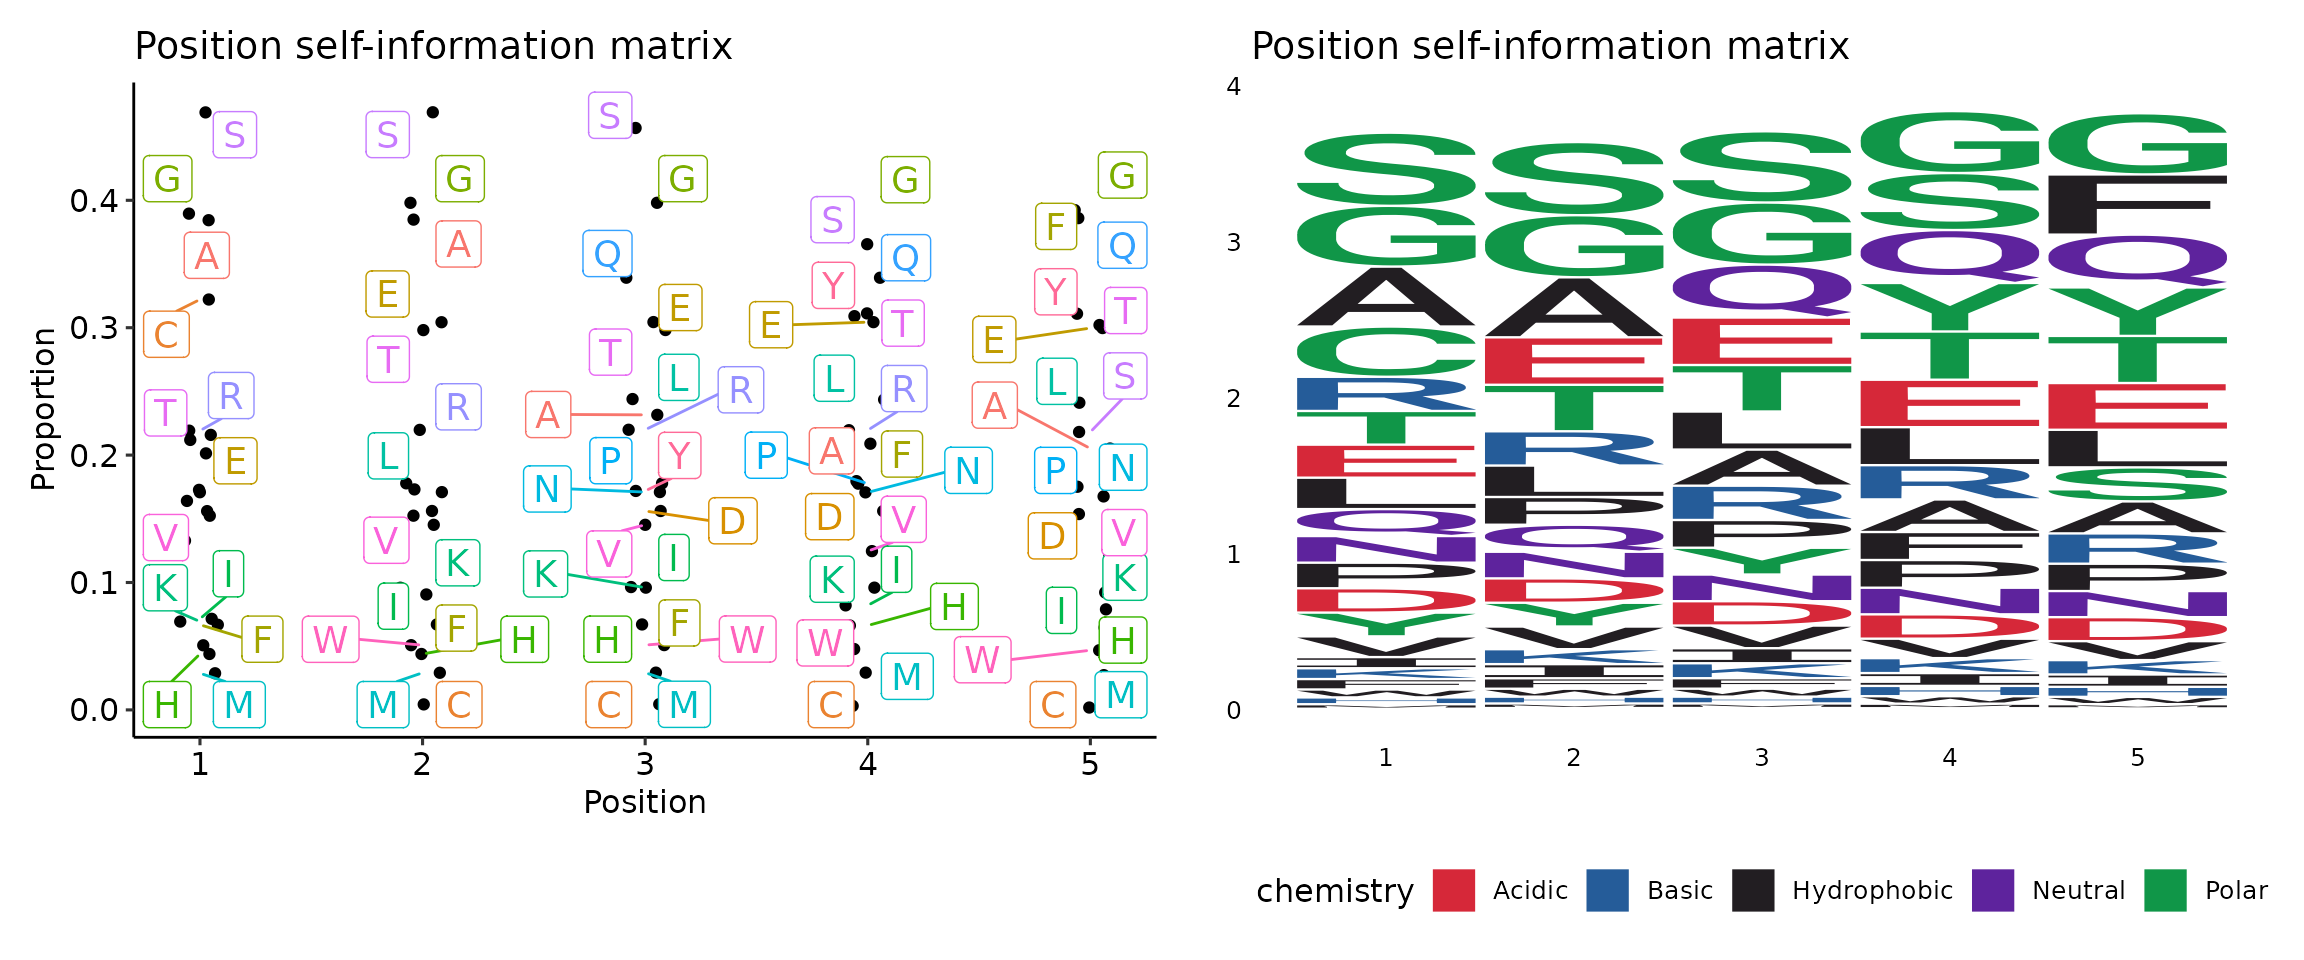 Position self-information matrix
Proportion
0.4
0.3
0.2
0.1
0.0
S
G
A
C
T
R
E
V
K
I
F
H
M
S
G
A
E
T
R
L
V
K
I
F
W
H
M
C
S
G
Q
E
T
L
R
A
P
Y
N
D
V
I
K
F
H
W
C
M
G
S
Q
Y
E
T
L
R
P
A
F
N
D
V
K
I
H
W
M
C
G
F
Q
Y
T
E
L
S
A
P
N
D
V
K
I
H
W
M
C
1 2 3 4 5
Position
Position self-information matrix
4
3
2
1
0
S
G
A
C
R
T
E
L
Q
N
P
D
Y
V
I
K
F
W
H
M
S
G
A
E
T
R
L
P
Q
N
D
Y
V
K
I
F
W
H
M
S
G
Q
E
T
L
A
R
P
Y
N
D
V
I
K
F
W
H
M
G
S
Q
Y
T
E
L
R
A
F
P
N
D
V
K
I
H
W
M
G
F
Q
Y
T
E
L
S
A
R
P
N
D
V
K
I
H
W
M
1 2 3 4 5
chemistry Acidic Basic Hydrophobic Neutral Polar